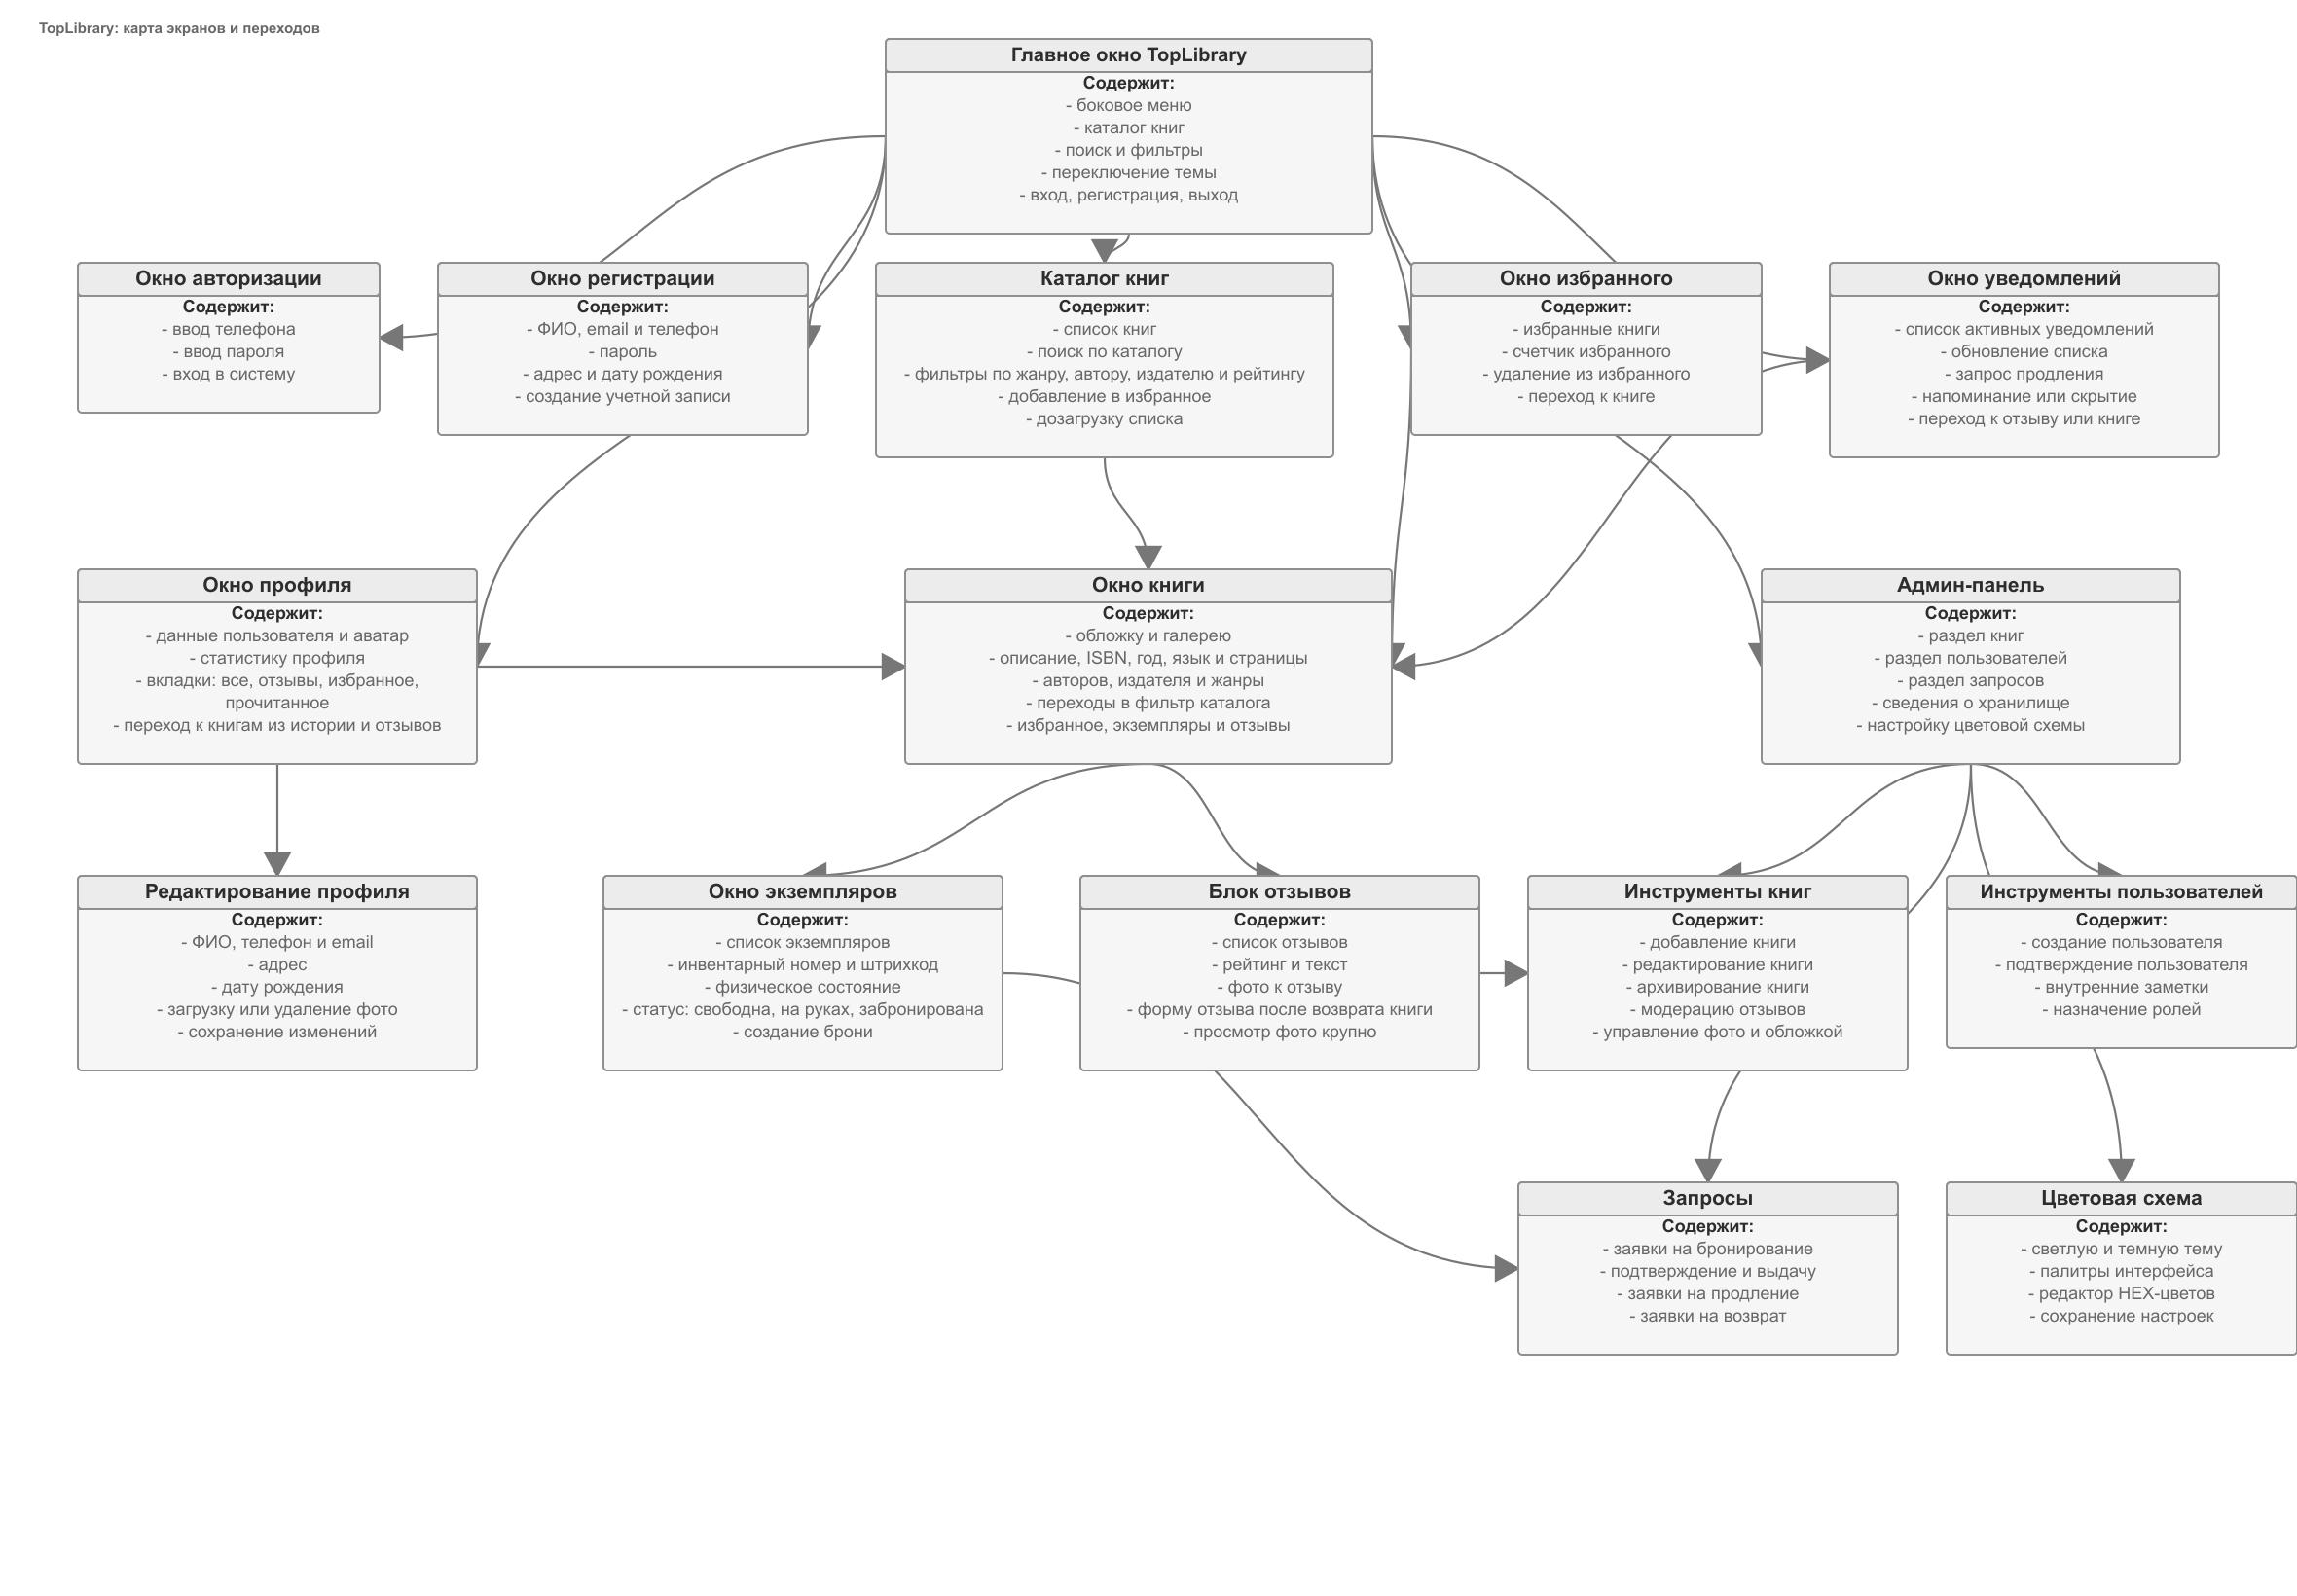 TopLibrary: карта экранов и переходов
Главное окно TopLibrary
Содержит:
- боковое меню
- каталог книг
- поиск и фильтры
- переключение темы
- вход, регистрация, выход
Окно авторизации
Содержит:
- ввод телефона
- ввод пароля
- вход в систему
Окно регистрации
Содержит:
- ФИО, email и телефон
- пароль
- адрес и дату рождения
- создание учетной записи
Каталог книг
Содержит:
- список книг
- поиск по каталогу
- фильтры по жанру, автору, издателю и рейтингу
- добавление в избранное
- дозагрузку списка
Окно избранного
Содержит:
- избранные книги
- счетчик избранного
- удаление из избранного
- переход к книге
Окно уведомлений
Содержит:
- список активных уведомлений
- обновление списка
- запрос продления
- напоминание или скрытие
- переход к отзыву или книге
Окно профиля
Содержит:
- данные пользователя и аватар
- статистику профиля
- вкладки: все, отзывы, избранное,
прочитанное
- переход к книгам из истории и отзывов
Окно книги
Содержит:
- обложку и галерею
- описание, ISBN, год, язык и страницы
- авторов, издателя и жанры
- переходы в фильтр каталога
- избранное, экземпляры и отзывы
Админ-панель
Содержит:
- раздел книг
- раздел пользователей
- раздел запросов
- сведения о хранилище
- настройку цветовой схемы
Редактирование профиля
Содержит:
- ФИО, телефон и email
- адрес
- дату рождения
- загрузку или удаление фото
- сохранение изменений
Окно экземпляров
Содержит:
- список экземпляров
- инвентарный номер и штрихкод
- физическое состояние
- статус: свободна, на руках, забронирована
- создание брони
Блок отзывов
Содержит:
- список отзывов
- рейтинг и текст
- фото к отзыву
- форму отзыва после возврата книги
- просмотр фото крупно
Инструменты книг
Содержит:
- добавление книги
- редактирование книги
- архивирование книги
- модерацию отзывов
- управление фото и обложкой
Инструменты пользователей
Содержит:
- создание пользователя
- подтверждение пользователя
- внутренние заметки
- назначение ролей
Запросы
Содержит:
- заявки на бронирование
- подтверждение и выдачу
- заявки на продление
- заявки на возврат
Цветовая схема
Содержит:
- светлую и темную тему
- палитры интерфейса
- редактор HEX-цветов
- сохранение настроек